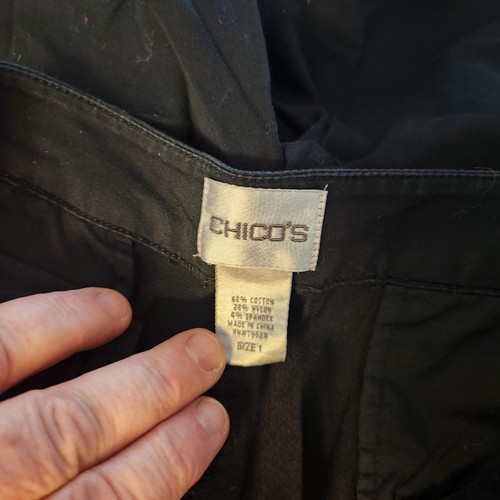 CHICO'S
68% COTTON
28% NYLON
4% SPANDEX
MADE IN CHINA
SIZE 1